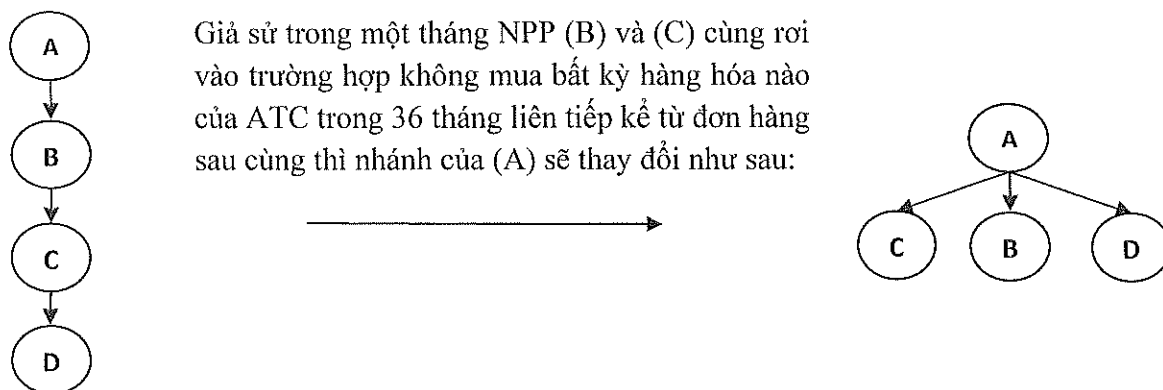 A
B
C
D
Giả sử trong một tháng NPP (B) và (C) cùng rơi
vào trường hợp không mua bất kỳ hàng hóa nào
của ATC trong 36 tháng liên tiếp kể từ đơn hàng
sau cùng thì nhánh của (A) sẽ thay đổi như sau:
A
C B D